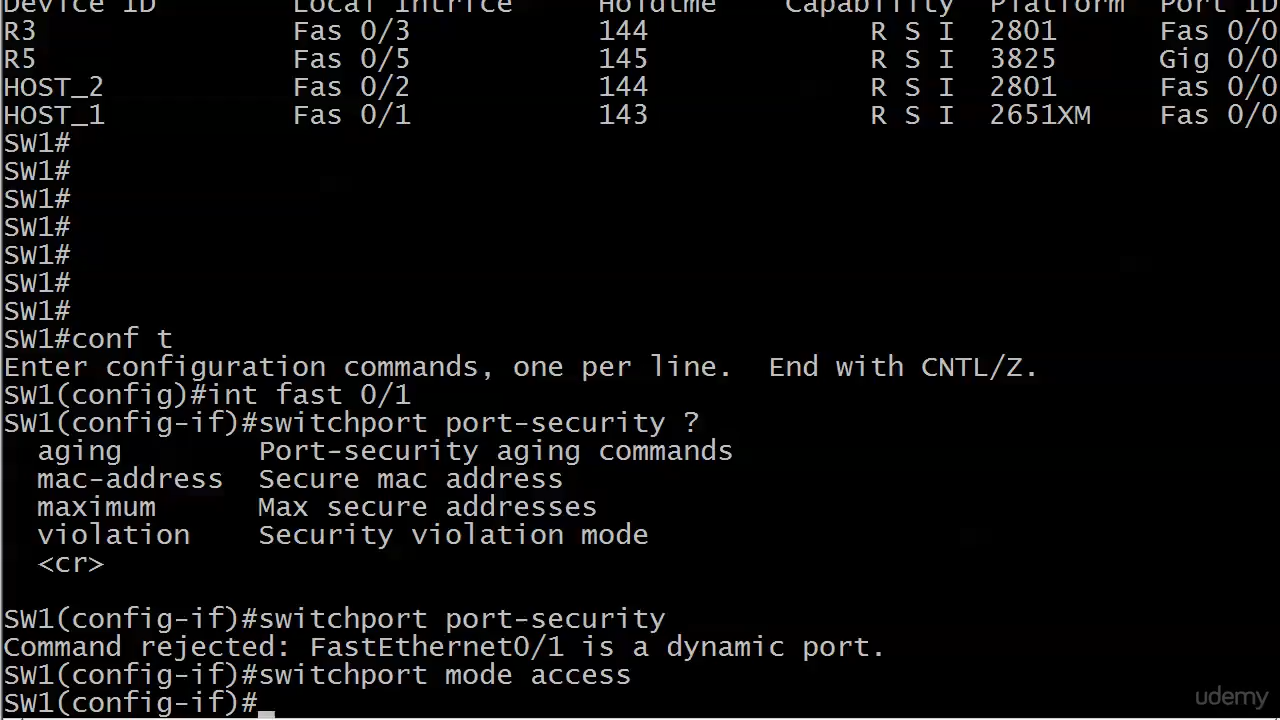 Device ID Local Intrfce Holdtme Capability Platform Port ID
R3 Fas 0/3 144 R S I 2801 Fas 0/0
R5 Fas 0/5 145 R S I 3825 Gig 0/0
HOST_2 Fas 0/2 144 R S I 2801 Fas 0/0
HOST_1 Fas 0/1 143 R S I 2651XM Fas 0/0
SW1#
SW1#
SW1#
SW1#
SW1#
SW1#
SW1#
SW1#conf t
Enter configuration commands, one per line. End with CNTL/Z.
SW1(config)#int fast 0/1
SW1(config-if)#switchport port-security ?
aging Port-security aging commands
mac-address Secure mac address
maximum Max secure addresses
violation Security violation mode
<cr>
SW1(config-if)#switchport port-security
Command rejected: FastEthernet0/1 is a dynamic port.
SW1(config-if)#switchport mode access
SW1(config-if)#
udemy